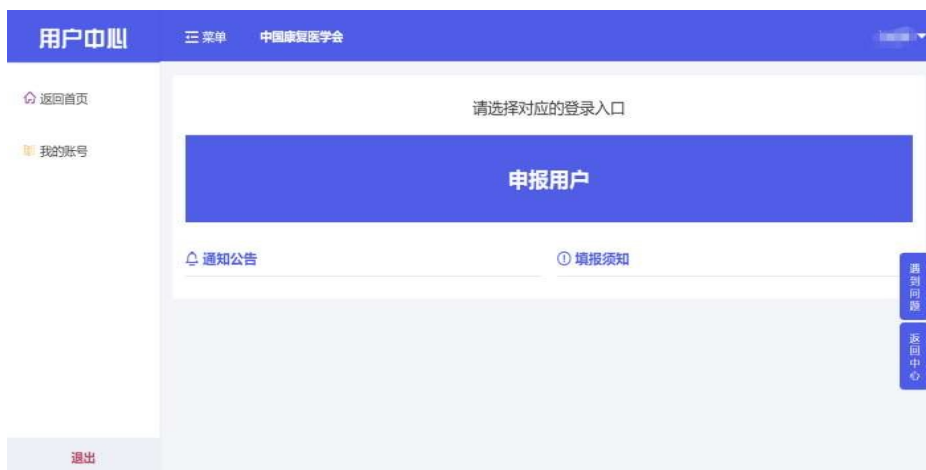 用户中心
菜单
中国康复医学会
返回首页
我的账号
请选择对应的登录入口
申报用户
通知公告
填报须知
遇到问题
返回中心
退出